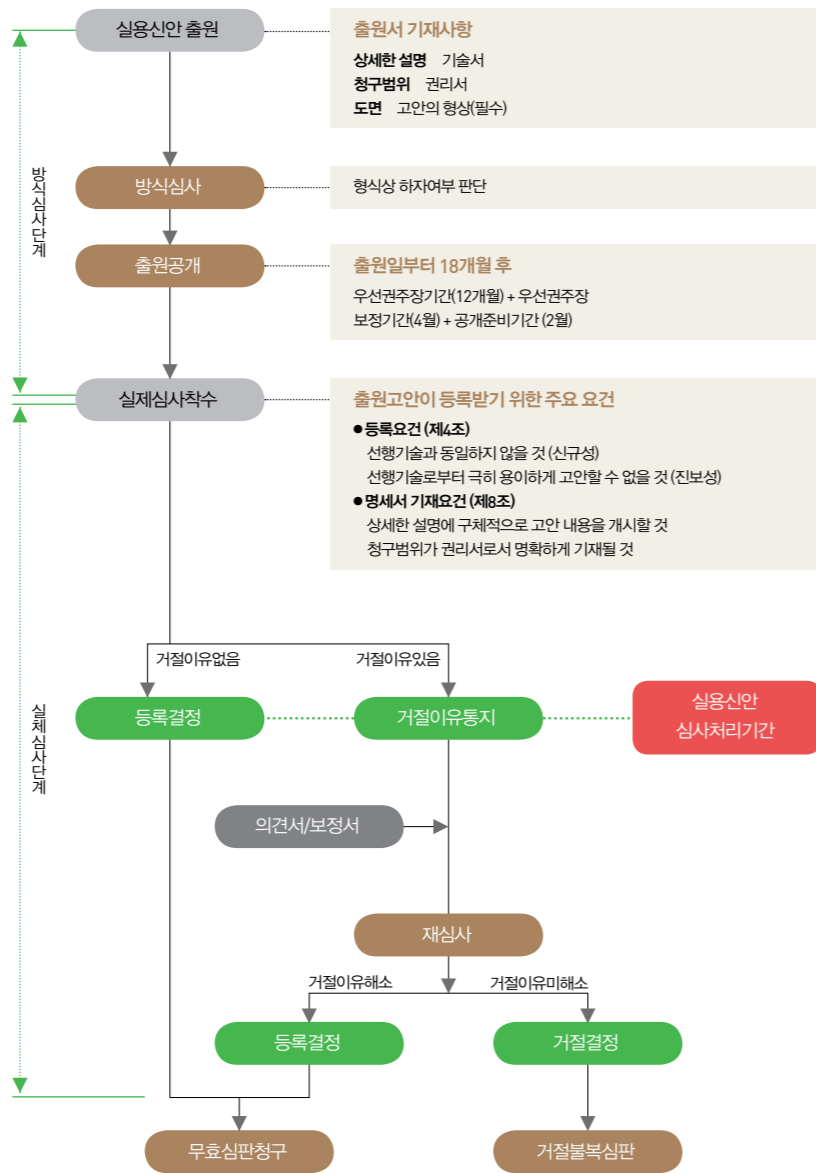 실용신안 출원
출원서 기재사항
상세한 설명 기술서
청구범위 권리서
도면 고안의 형상(필수)
방식심사단계
방식심사
형식상 하자여부 판단
출원공개
출원일부터 18개월 후
우선권주장기간(12개월) + 우선권주장
보정기간(4월) + 공개준비기간 (2월)
실제심사착수
출원고안이 등록받기 위한 주요 요건
● 등록요건 (제4조)
선행기술과 동일하지 않을 것 (신규성)
선행기술로부터 극히 용이하게 고안할 수 없을 것 (진보성)
● 명세서 기재요건 (제8조)
상세한 설명에 구체적으로 고안 내용을 개시할 것
청구범위가 권리서로서 명확하게 기재될 것
실체심사단계
거절이유없음
거절이유있음
등록결정
거절이유통지
실용신안
심사처리기간
의견서/보정서
재심사
거절이유해소
거절이유미해소
등록결정
거절결정
무효심판청구
거절불복심판